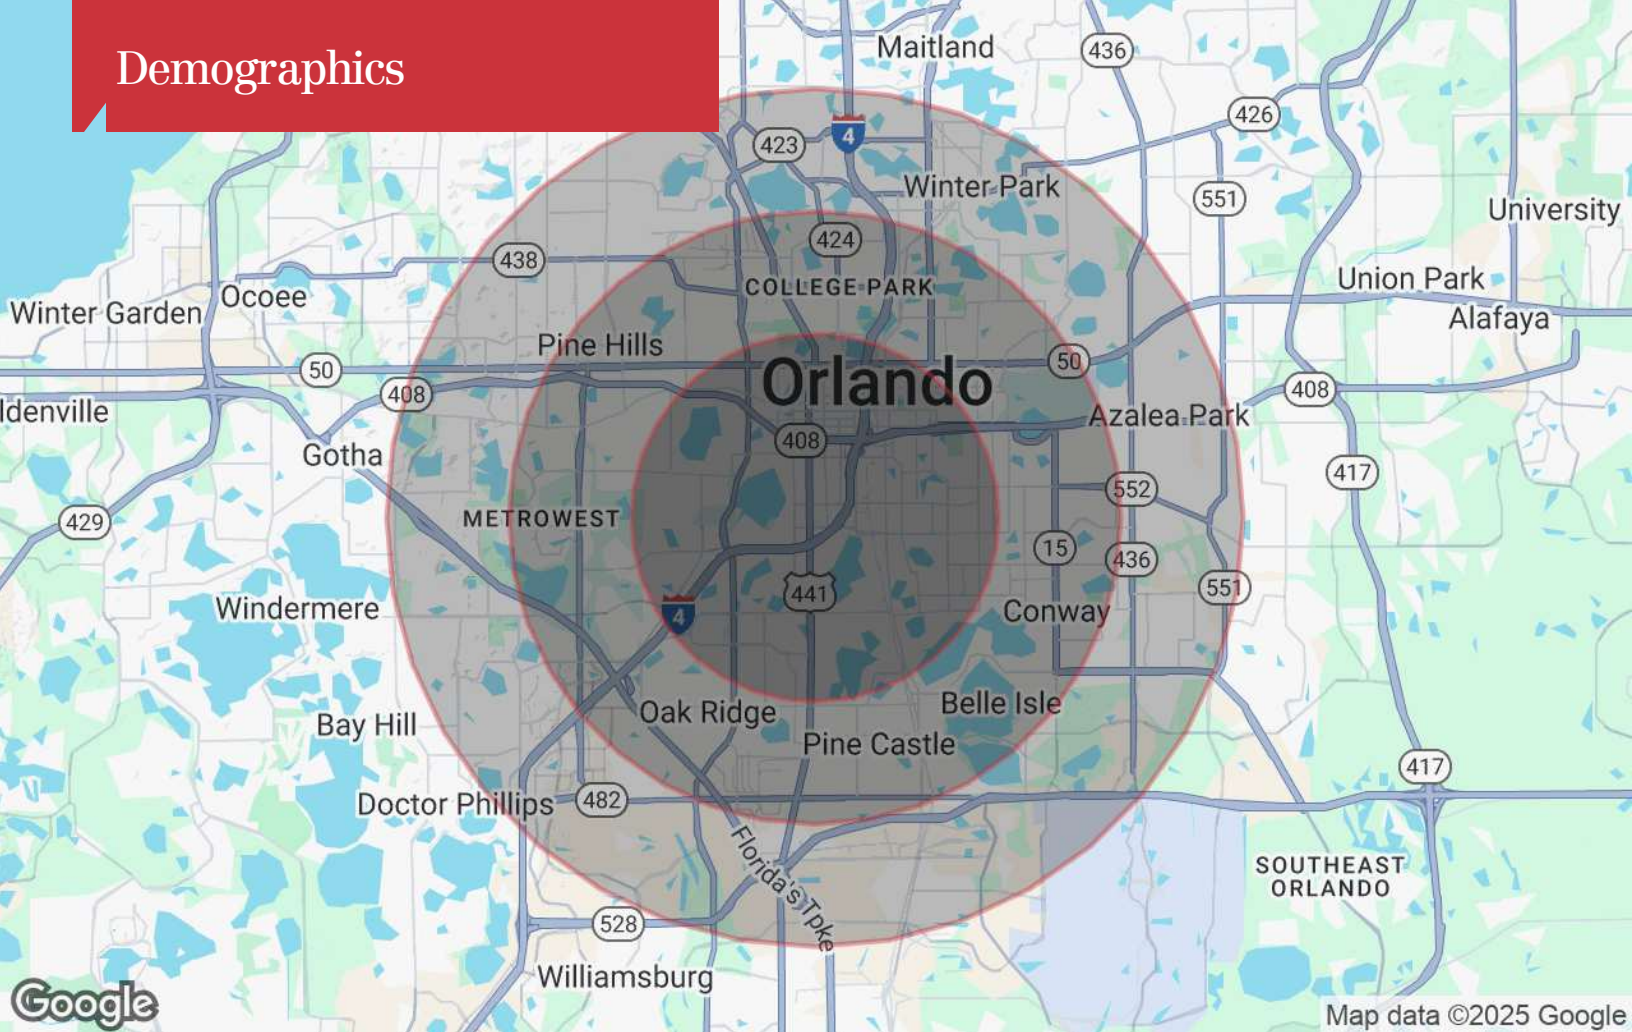 Demographics
Maitland
436
426
423
4
Winter Park
551
University
424
438
COLLEGE PARK
Union Park
Winter Garden
Ocoee
Alafaya
Pine Hills
50
50
Orlando
408
408
ldenville
Azalea Park
408
Gotha
417
METROWEST
552
429
15
436
441
551
4
Windermere
Conway
Oak Ridge
Belle Isle
Bay Hill
Pine Castle
417
Doctor Phillips
482
Florida's Tpke
SOUTHEAST
ORLANDO
528
Williamsburg
Google
Map data ©2025 Google